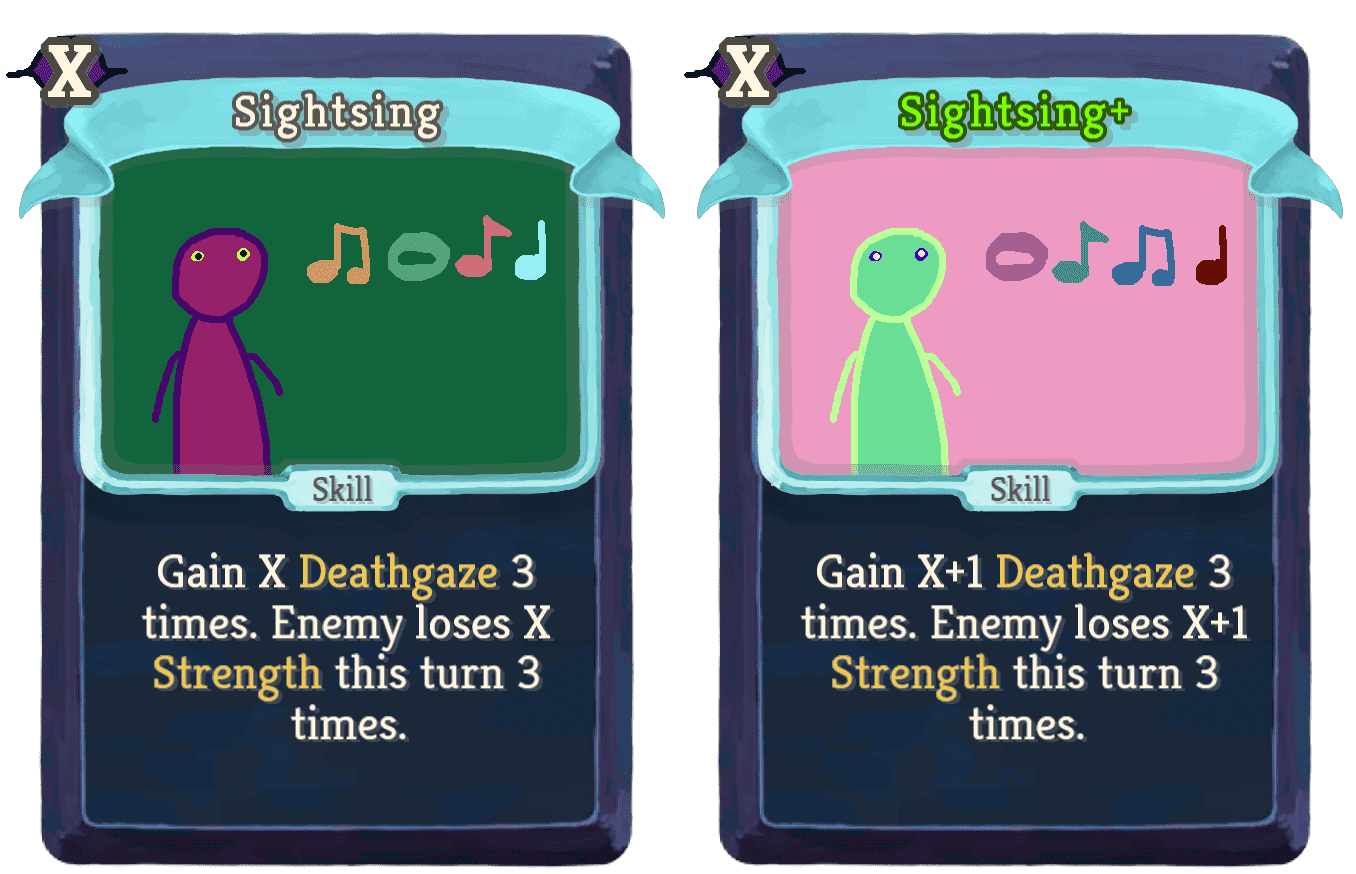 X
Sightsing
Skill
Gain X Deathgaze 3
times. Enemy loses X
Strength this turn 3
times.
X
Sightsing+
Skill
Gain X+1 Deathgaze 3
times. Enemy loses X+1
Strength this turn 3
times.